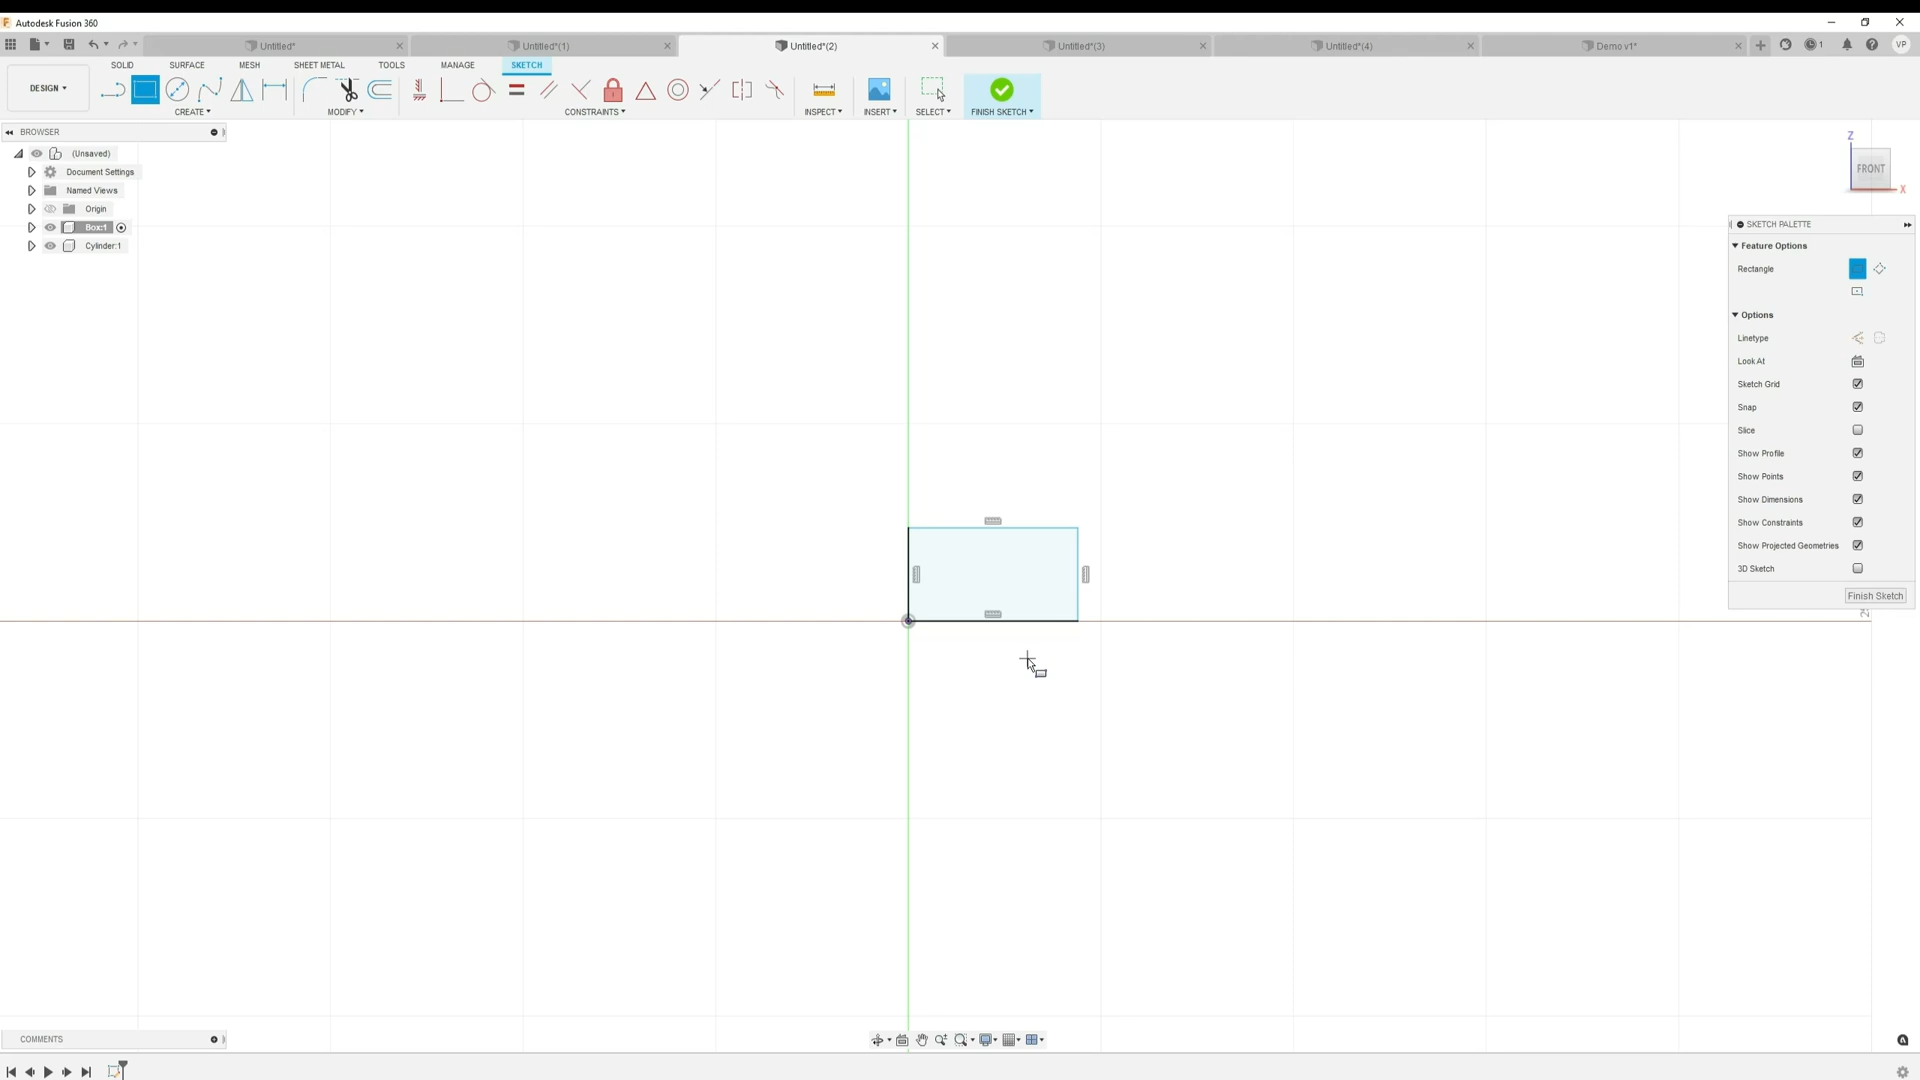 Autodesk Fusion 360
Untitled*
Untitled*(1)
Untitled*(2)
Untitled*(3)
Untitled*(4)
Demo v1*
1
VP
SOLID
SURFACE
MESH
SHEET METAL
TOOLS
MANAGE
SKETCH
DESIGN
CREATE
MODIFY
CONSTRAINTS
INSPECT
INSERT
SELECT
FINISH SKETCH
BROWSER
(Unsaved)
Document Settings
Named Views
Origin
Box:1
Cylinder:1
Z
FRONT
X
SKETCH PALETTE
Feature Options
Rectangle
Options
Linetype
Look At
Sketch Grid
Snap
Slice
Show Profile
Show Points
Show Dimensions
Show Constraints
Show Projected Geometries
3D Sketch
Finish Sketch
COMMENTS